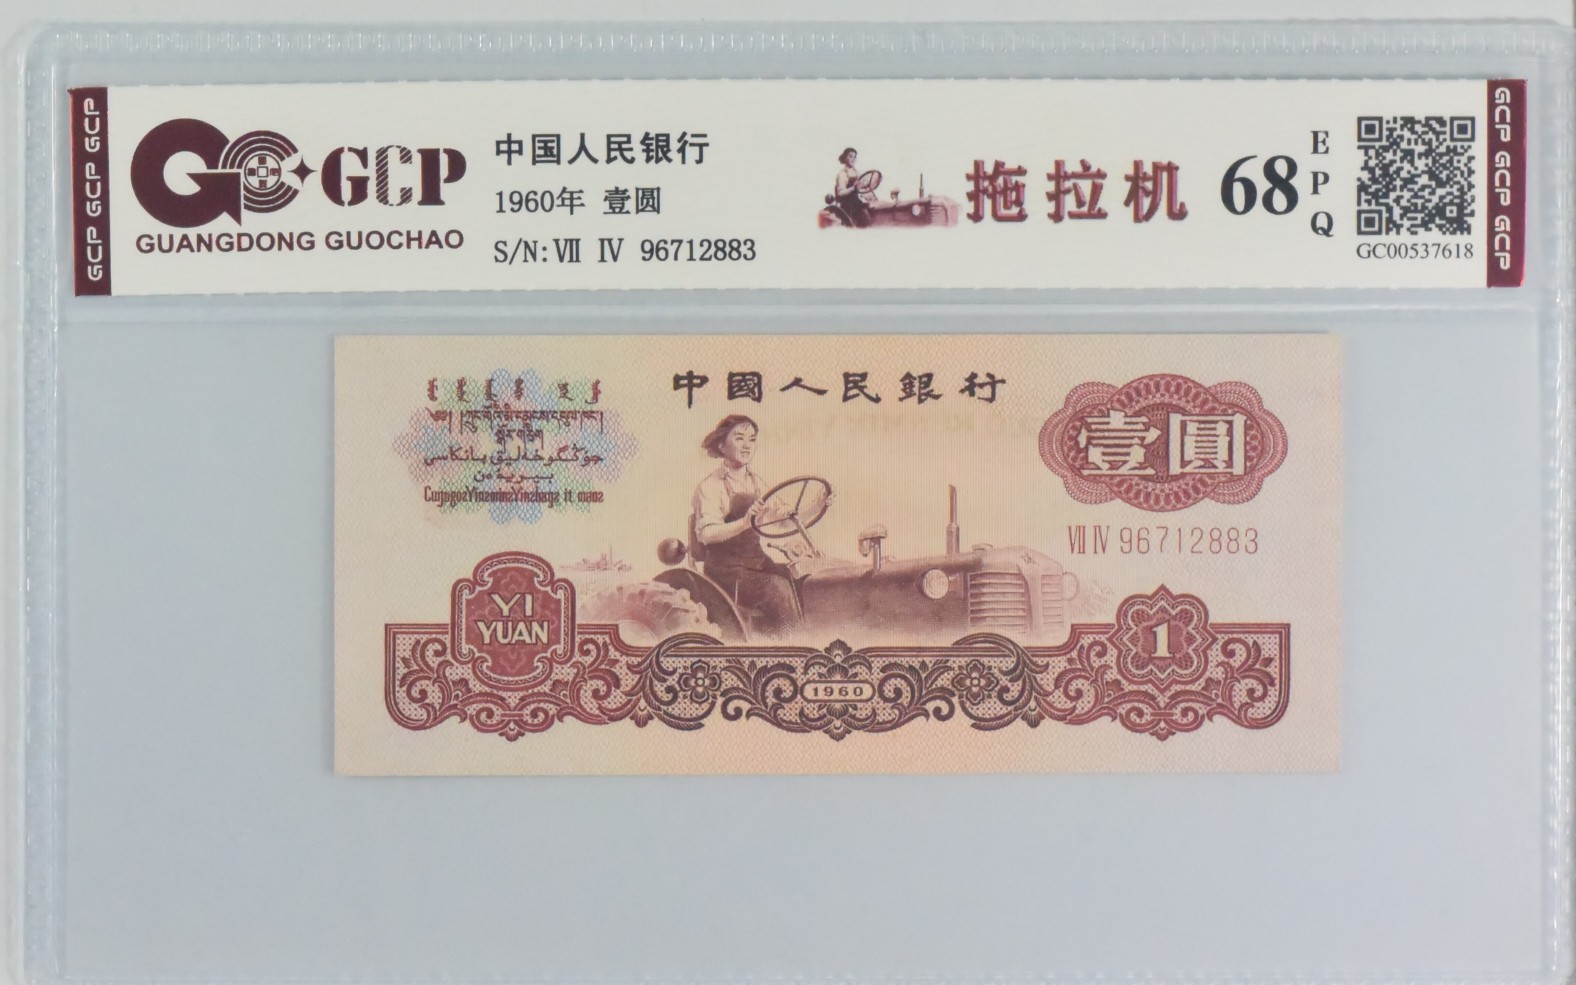 GCP GCP GCP
GCP
GUANGDONG GUOCHAO
中国人民银行
1960年 壹圆
S/N: Ⅶ Ⅳ 96712883
拖拉机
68
E
P
Q
GC00537618
GCP GCP GCP
中國人民銀行
壹圓
Ⅶ Ⅳ 96712883
YI
YUAN
1
1960